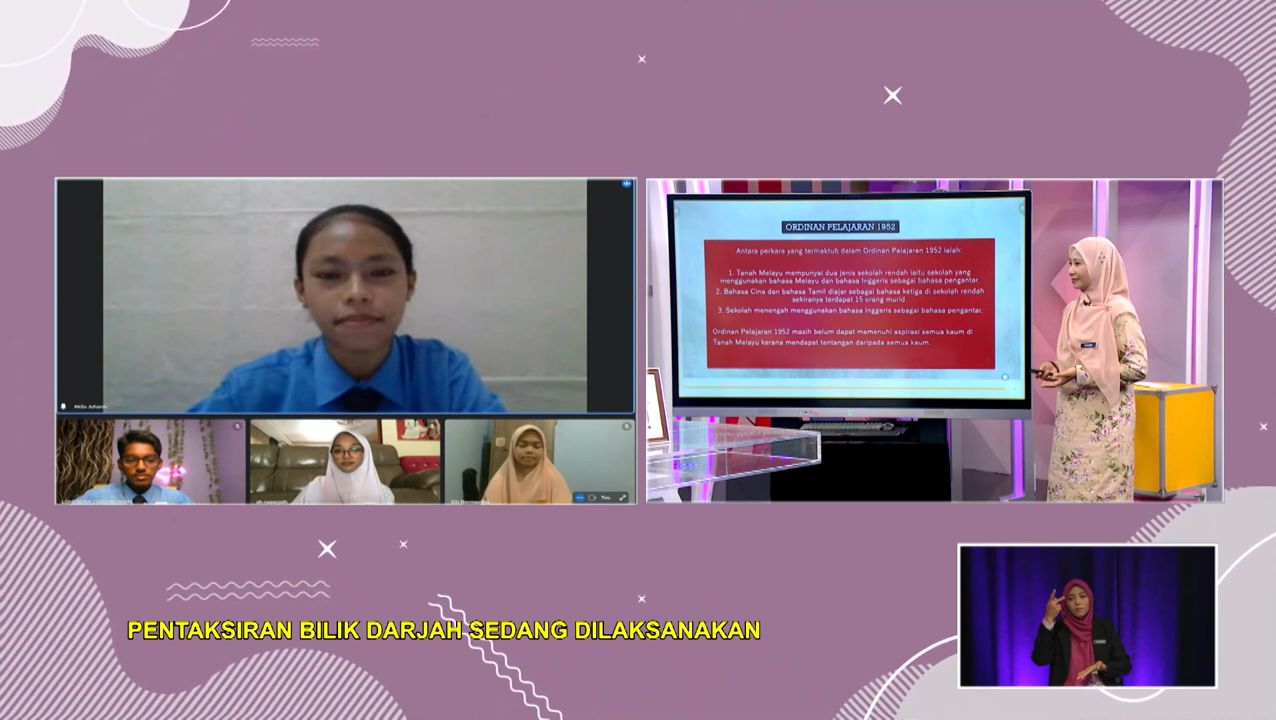 ORDINAN PELAJARAN 1952
Antara perkara yang termaktub dalam Ordinan Pelajaran 1952 ialah:
1. Tanah Melayu mempunyai dua jenis sekolah rendah iaitu sekolah yang
menggunakan bahasa Melayu dan bahasa Inggeris sebagai bahasa pengantar.
2. Bahasa Cina dan bahasa Tamil diajar sebagai bahasa ketiga di sekolah rendah
sekiranya terdapat 15 orang murid
3. Sekolah menengah menggunakan bahasa Inggeris sebagai bahasa pengantar.
Ordinan Pelajaran 1952 masih belum dapat memenuhi aspirasi semua kaum di
Tanah Melayu kerana mendapat tentangan daripada semua kaum.
You
PENTAKSIRAN BILIK DARJAH SEDANG DILAKSANAKAN